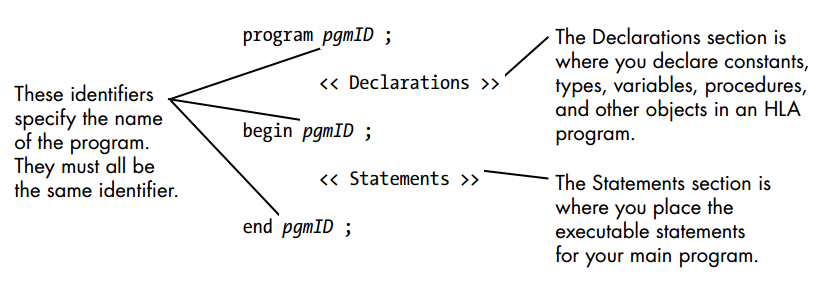 program pgmID ;
<< Declarations >>
begin pgmID ;
<< Statements >>
end pgmID ;
These identifiers
specify the name
of the program.
They must all be
the same identifier.
The Declarations section is
where you declare constants,
types, variables, procedures,
and other objects in an HLA
program.
The Statements section is
where you place the
executable statements
for your main program.